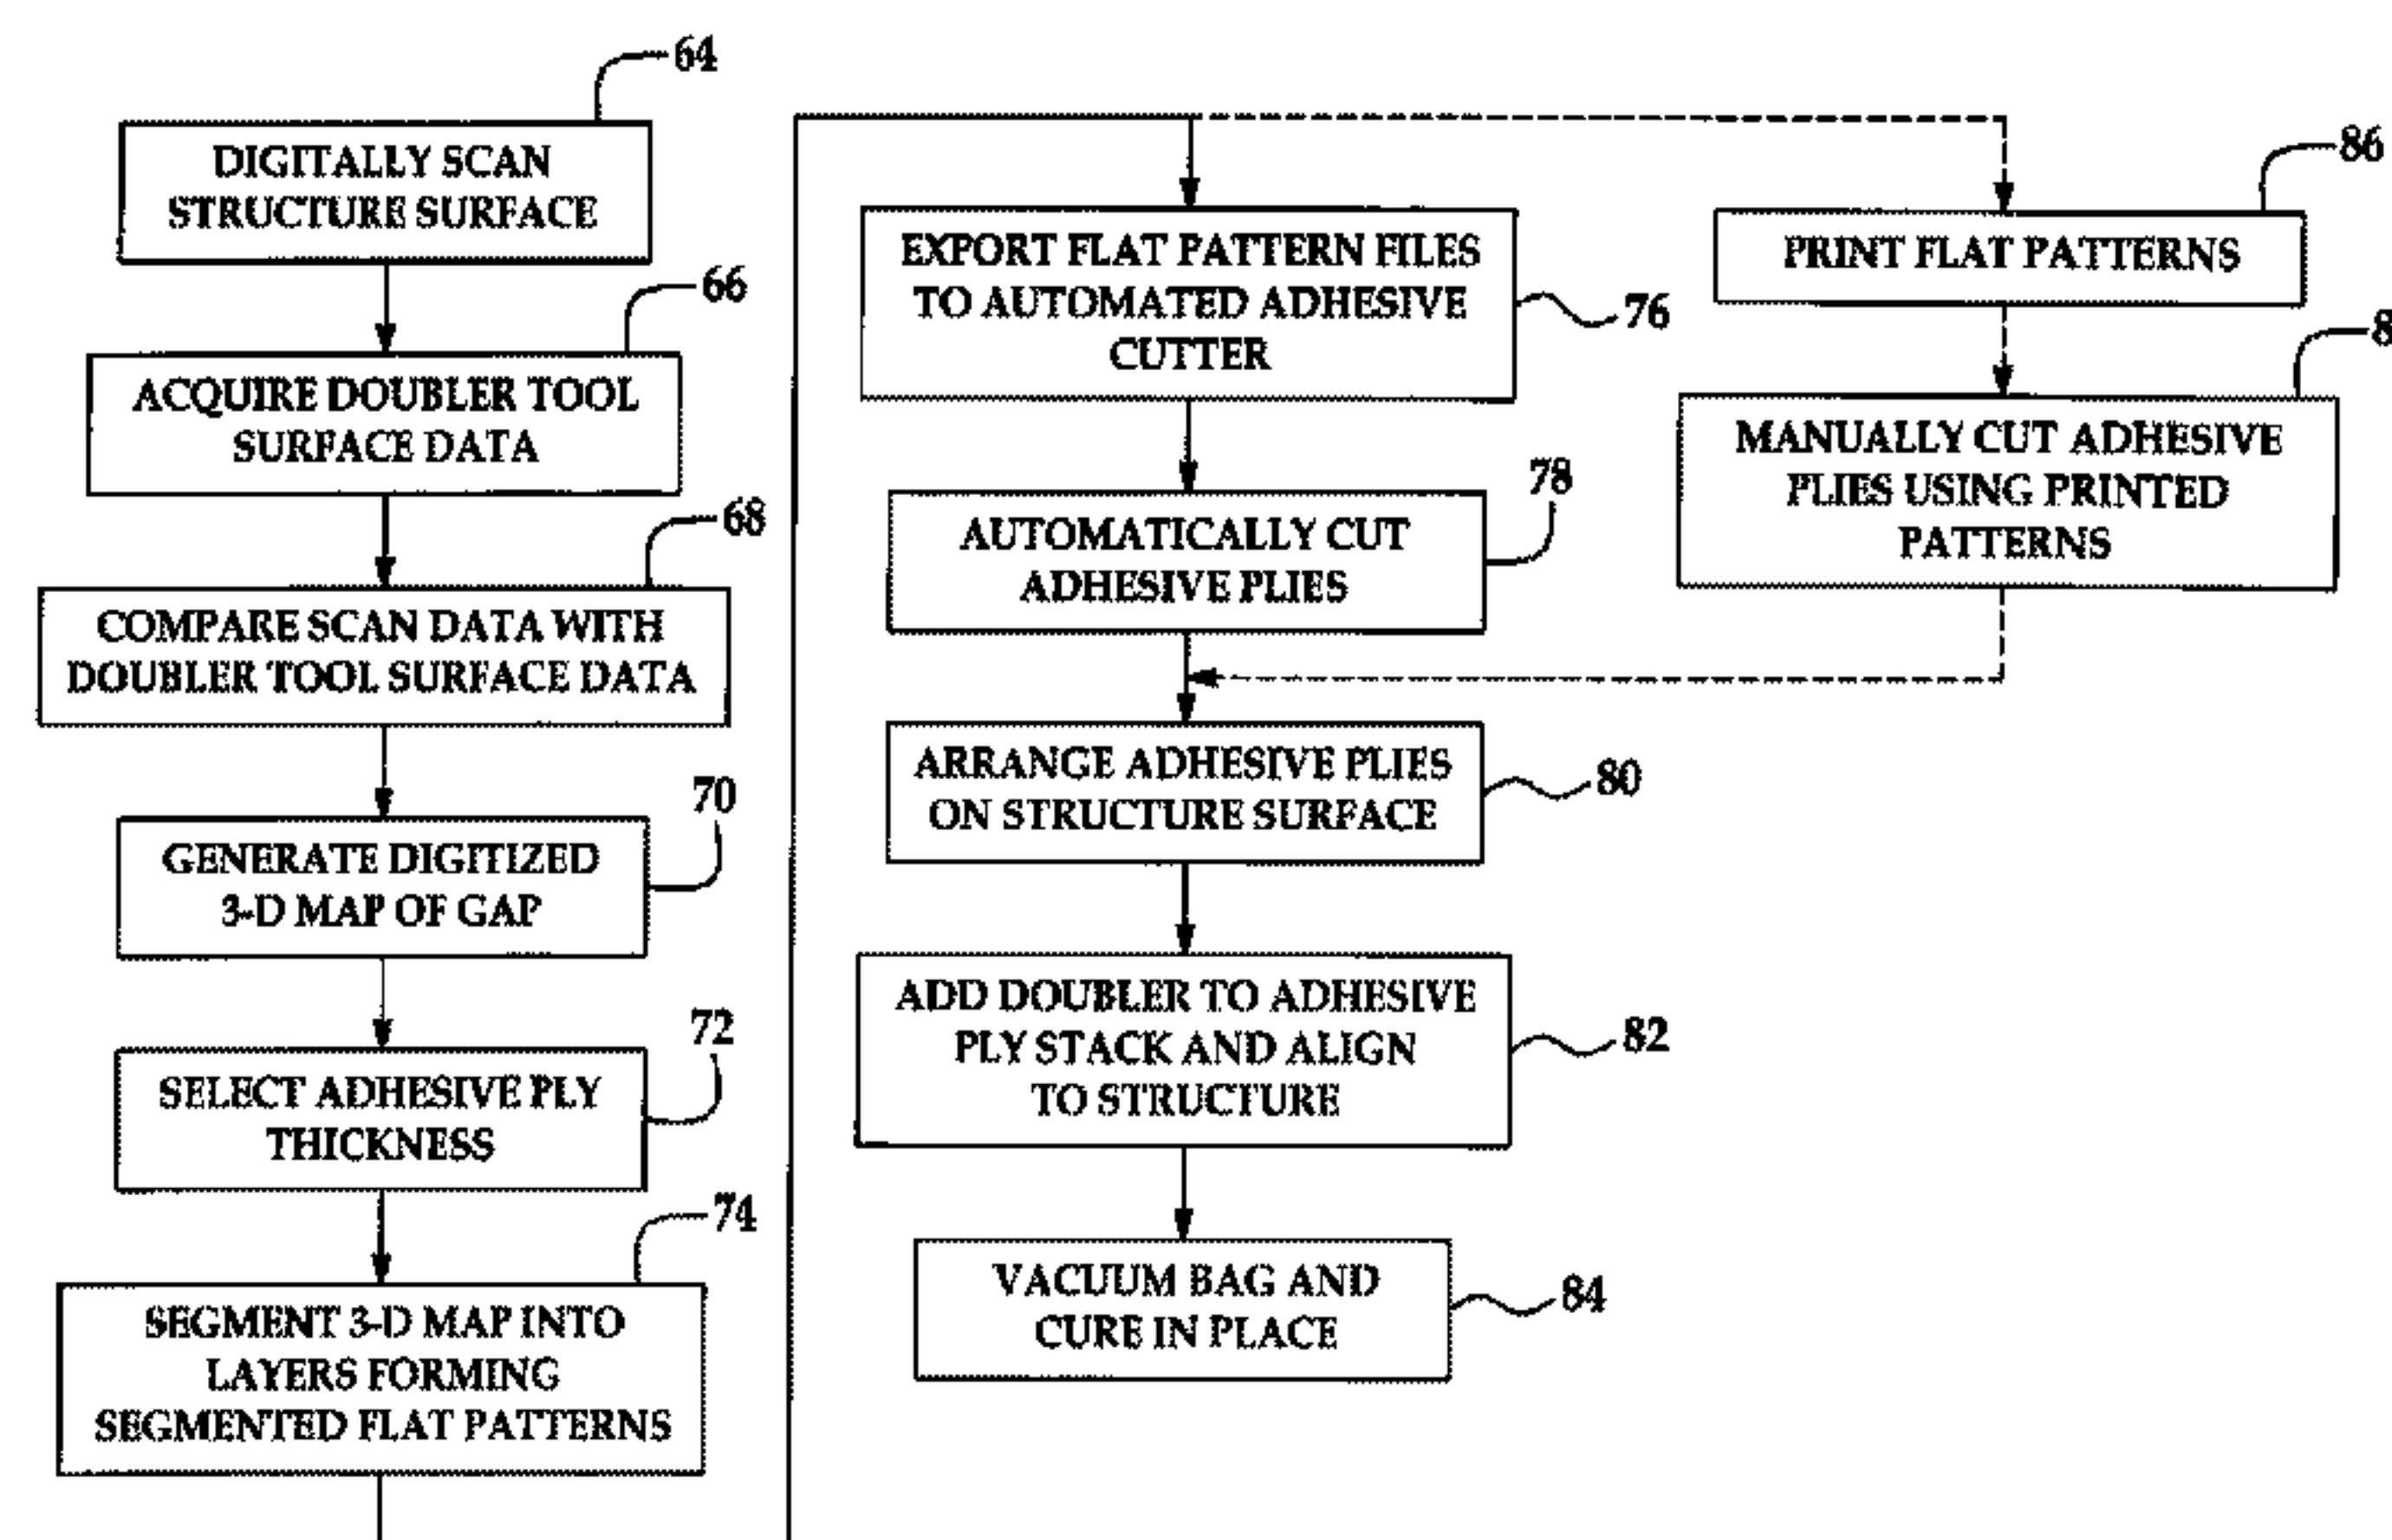 64
DIGITALLY SCAN
STRUCTURE SURFACE
66
ACQUIRE DOUBLER TOOL
SURFACE DATA
68
COMPARE SCAN DATA WITH
DOUBLER TOOL SURFACE DATA
70
GENERATE DIGITIZED
3-D MAP OF GAP
72
SELECT ADHESIVE PLY
THICKNESS
74
SEGMENT 3-D MAP INTO
LAYERS FORMING
SEGMENTED FLAT PATTERNS
EXPORT FLAT PATTERN FILES
TO AUTOMATED ADHESIVE
CUTTER
76
78
AUTOMATICALLY CUT
ADHESIVE PLIES
ARRANGE ADHESIVE PLIES
ON STRUCTURE SURFACE
80
ADD DOUBLER TO ADHESIVE
PLY STACK AND ALIGN
TO STRUCTURE
82
VACUUM BAG AND
CURE IN PLACE
84
86
PRINT FLAT PATTERNS
MANUALLY CUT ADHESIVE
PLIES USING PRINTED
PATTERNS